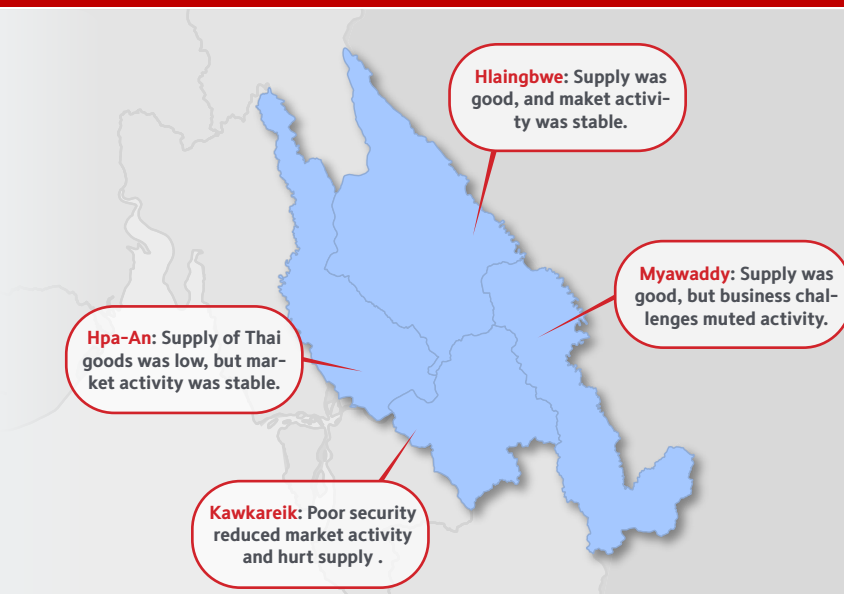 Hlaingbwe: Supply was
good, and maket activi-
ty was stable.
Myawaddy: Supply was
good, but business chal-
lenges muted activity.
Hpa-An: Supply of Thai
goods was low, but mar-
ket activity was stable.
Kawkareik: Poor security
reduced market activity
and hurt supply .